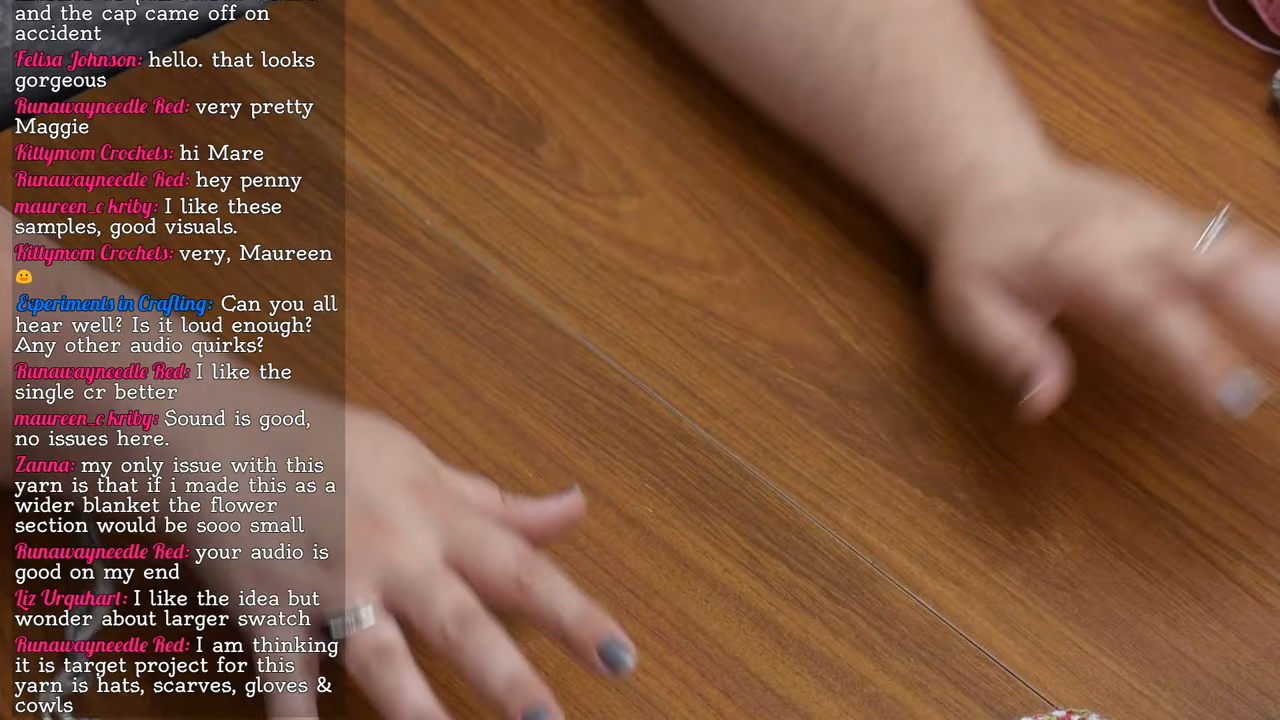 and the cap came off on
accident
Felisa Johnson: hello. that looks
gorgeous
Runawayneedle Red: very pretty
Maggie
Kittymom Crochets: hi Mare
Runawayneedle Red: hey penny
maureen_c kriby: I like these
samples, good visuals.
Kittymom Crochets: very, Maureen
Experiments in Crafting: Can you all
hear well? Is it loud enough?
Any other audio quirks?
Runawayneedle Red: I like the
single cr better
maureen_c kriby: Sound is good,
no issues here.
Zanna: my only issue with this
yarn is that if i made this as a
wider blanket the flower
section would be sooo small
Runawayneedle Red: your audio is
good on my end
Liz Urquhart: I like the idea but
wonder about larger swatch
Runawayneedle Red: I am thinking
it is target project for this
yarn is hats, scarves, gloves &
cowls